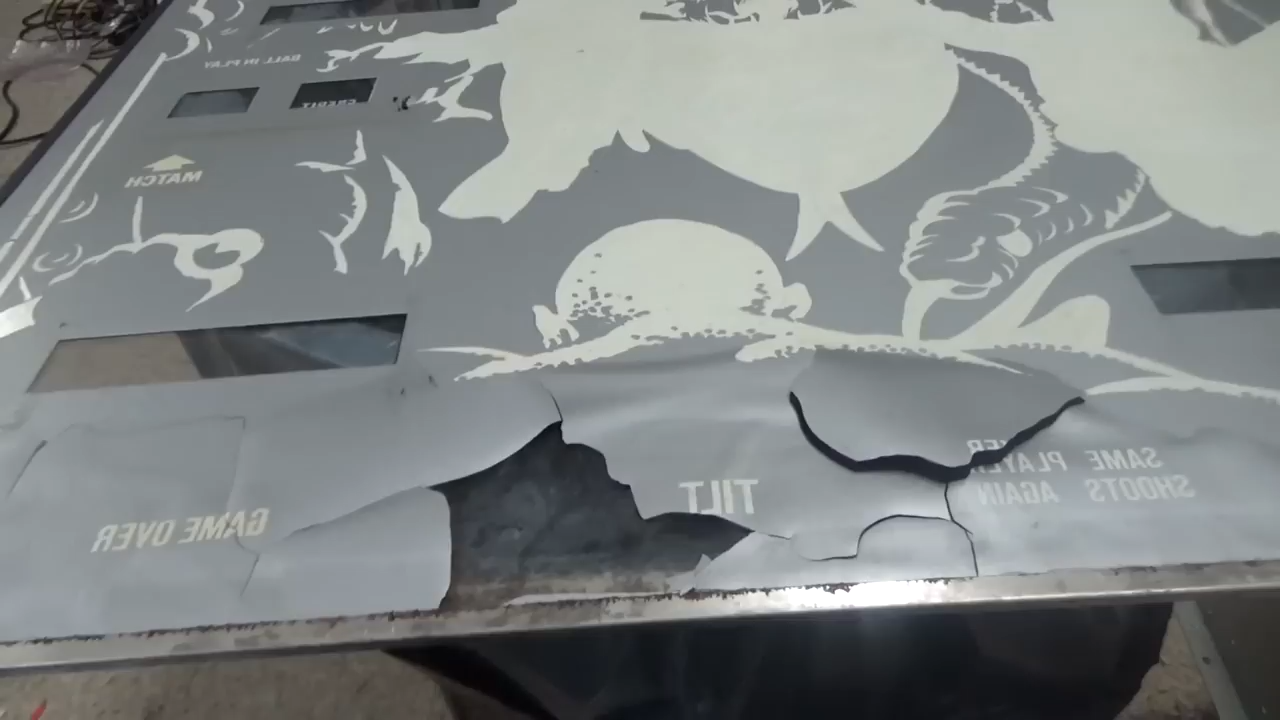 BALL IN PLAY
CREDIT
MATCH
GAME OVER
TILT
SAME PLAYER
SHOOTS AGAIN